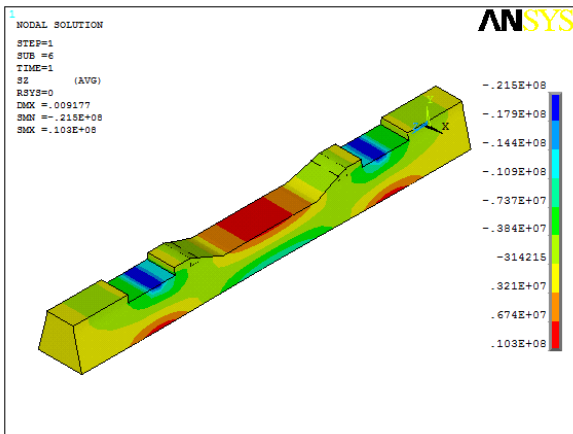 1
NODAL SOLUTION
ANSYS
STEP=1
SUB =6
TIME=1
SZ (AVG)
RSYS=0
DMX =.009177
SMN =-.215E+08
SMX =.103E+08
-.215E+08
-.179E+08
-.144E+08
-.109E+08
-.737E+07
-.384E+07
-314215
.321E+07
.674E+07
.103E+08
Y
X